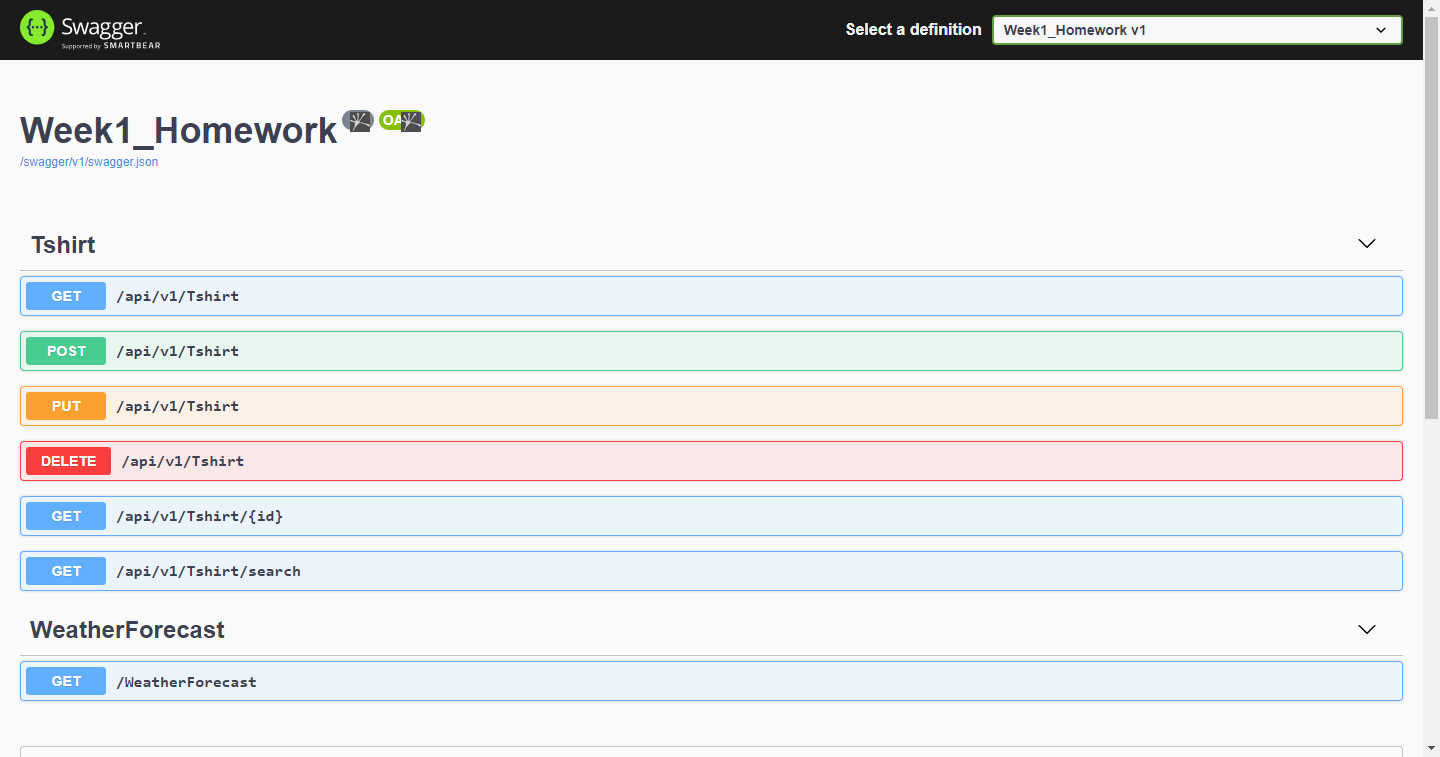 Swagger
Supported by SMARTBEAR
Select a definition
Week1_Homework v1
Week1_Homework
/swagger/v1/swagger.json
Tshirt
GET /api/v1/Tshirt
POST /api/v1/Tshirt
PUT /api/v1/Tshirt
DELETE /api/v1/Tshirt
GET /api/v1/Tshirt/{id}
GET /api/v1/Tshirt/search
WeatherForecast
GET /WeatherForecast